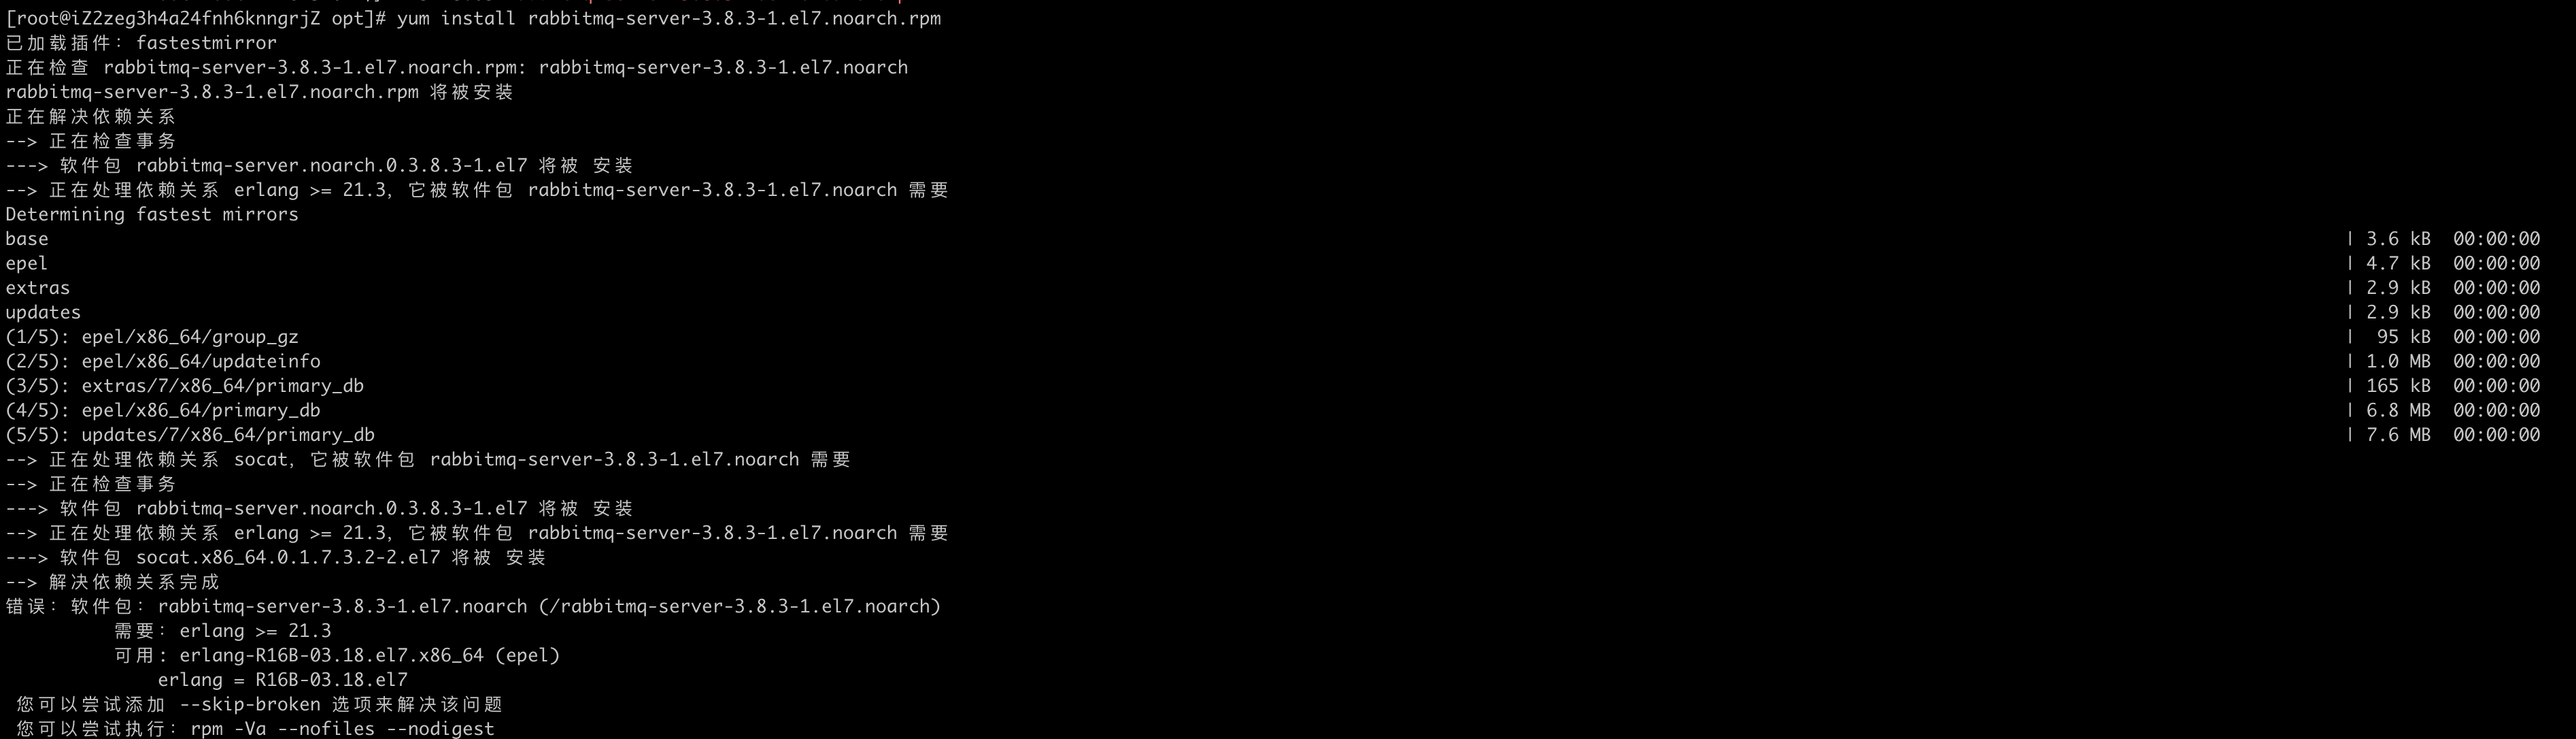 [root@iZ2zeg3h4a24fnh6knngrjZ opt]# yum install rabbitmq-server-3.8.3-1.el7.noarch.rpm
已加载插件：fastestmirror
正在检查 rabbitmq-server-3.8.3-1.el7.noarch.rpm: rabbitmq-server-3.8.3-1.el7.noarch
rabbitmq-server-3.8.3-1.el7.noarch.rpm 将被安装
正在解决依赖关系
--> 正在检查事务
---> 软件包 rabbitmq-server.noarch.0.3.8.3-1.el7 将被 安装
--> 正在处理依赖关系 erlang >= 21.3，它被软件包 rabbitmq-server-3.8.3-1.el7.noarch 需要
Determining fastest mirrors
base | 3.6 kB 00:00:00
epel | 4.7 kB 00:00:00
extras | 2.9 kB 00:00:00
updates | 2.9 kB 00:00:00
(1/5): epel/x86_64/group_gz | 95 kB 00:00:00
(2/5): epel/x86_64/updateinfo | 1.0 MB 00:00:00
(3/5): extras/7/x86_64/primary_db | 165 kB 00:00:00
(4/5): epel/x86_64/primary_db | 6.8 MB 00:00:00
(5/5): updates/7/x86_64/primary_db | 7.6 MB 00:00:00
--> 正在处理依赖关系 socat，它被软件包 rabbitmq-server-3.8.3-1.el7.noarch 需要
--> 正在检查事务
---> 软件包 rabbitmq-server.noarch.0.3.8.3-1.el7 将被 安装
--> 正在处理依赖关系 erlang >= 21.3，它被软件包 rabbitmq-server-3.8.3-1.el7.noarch 需要
---> 软件包 socat.x86_64.0.1.7.3.2-2.el7 将被 安装
--> 解决依赖关系完成
错误：软件包：rabbitmq-server-3.8.3-1.el7.noarch (/rabbitmq-server-3.8.3-1.el7.noarch)
需要：erlang >= 21.3
可用: erlang-R16B-03.18.el7.x86_64 (epel)
erlang = R16B-03.18.el7
您可以尝试添加 --skip-broken 选项来解决该问题
您可以尝试执行：rpm -Va --nofiles --nodigest